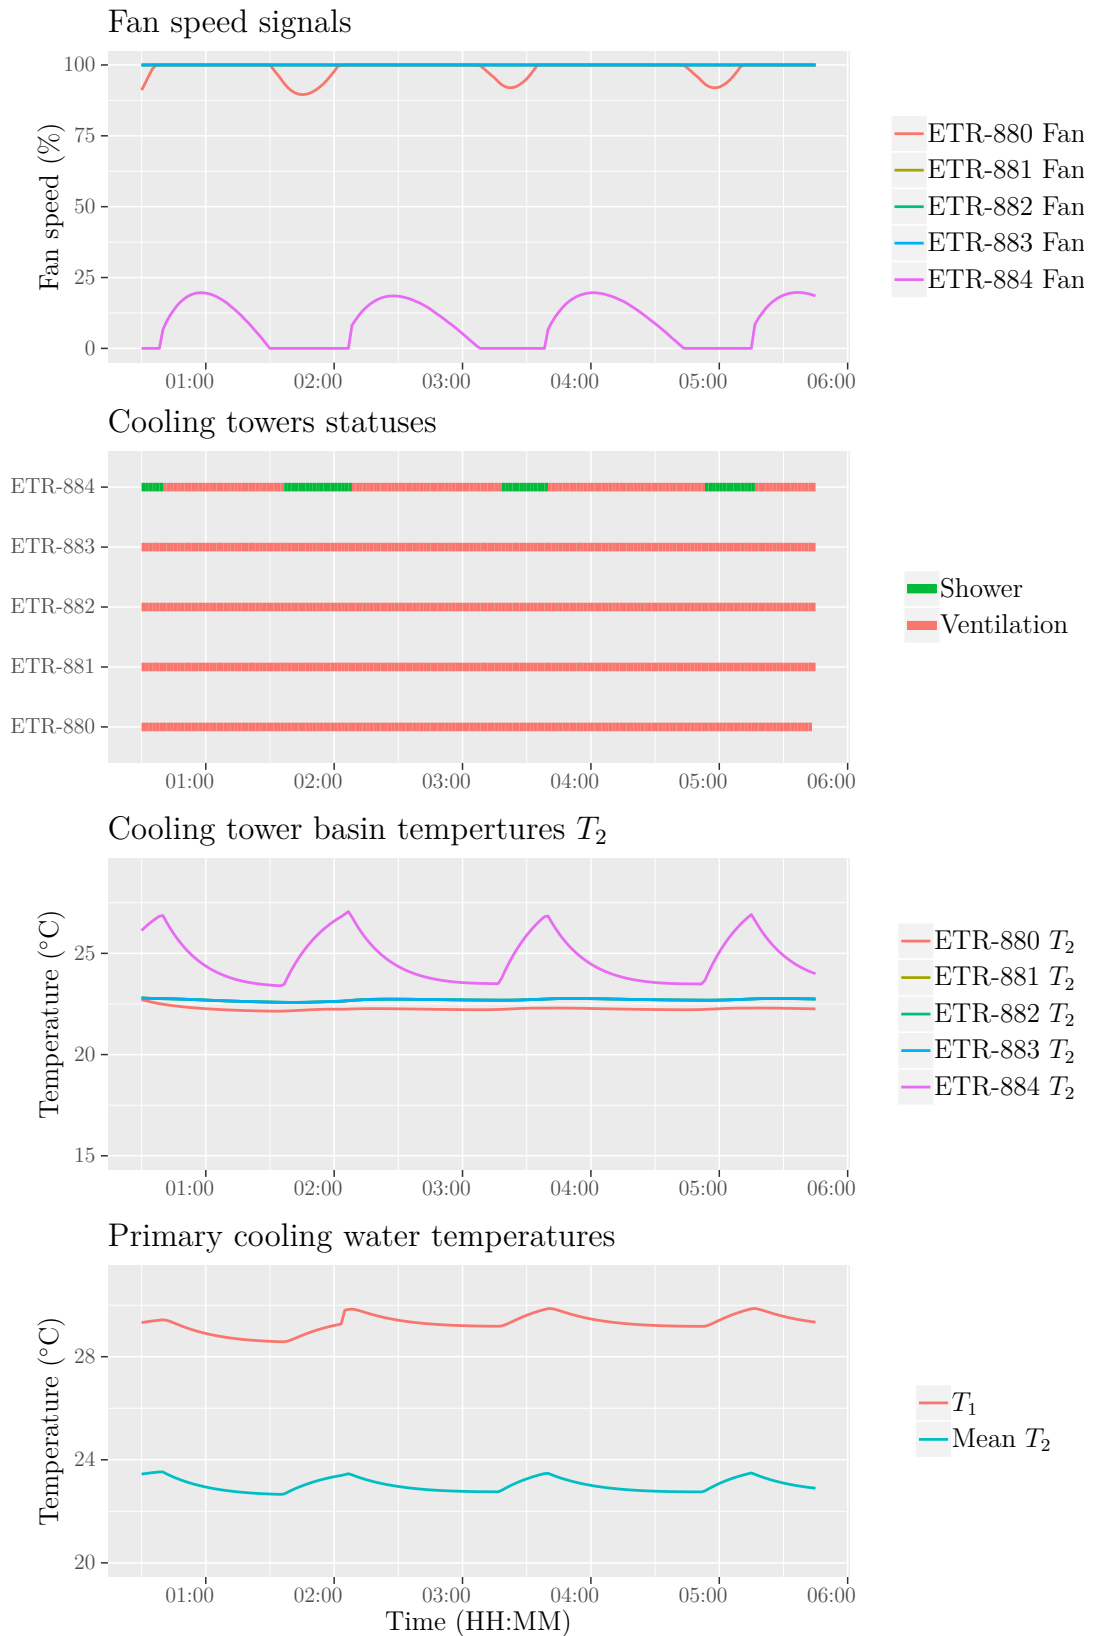 Fan speed signals
Fan speed (%)
100
75
50
25
0
01:00 02:00 03:00 04:00 05:00 06:00
ETR-880 Fan
ETR-881 Fan
ETR-882 Fan
ETR-883 Fan
ETR-884 Fan
Cooling towers statuses
ETR-884
ETR-883
ETR-882
ETR-881
ETR-880
01:00 02:00 03:00 04:00 05:00 06:00
Shower
Ventilation
Cooling tower basin tempertures T₂
Temperature (°C)
25
20
15
01:00 02:00 03:00 04:00 05:00 06:00
ETR-880 T₂
ETR-881 T₂
ETR-882 T₂
ETR-883 T₂
ETR-884 T₂
Primary cooling water temperatures
Temperature (°C)
28
24
20
01:00 02:00 03:00 04:00 05:00 06:00
Time (HH:MM)
T₁
Mean T₂